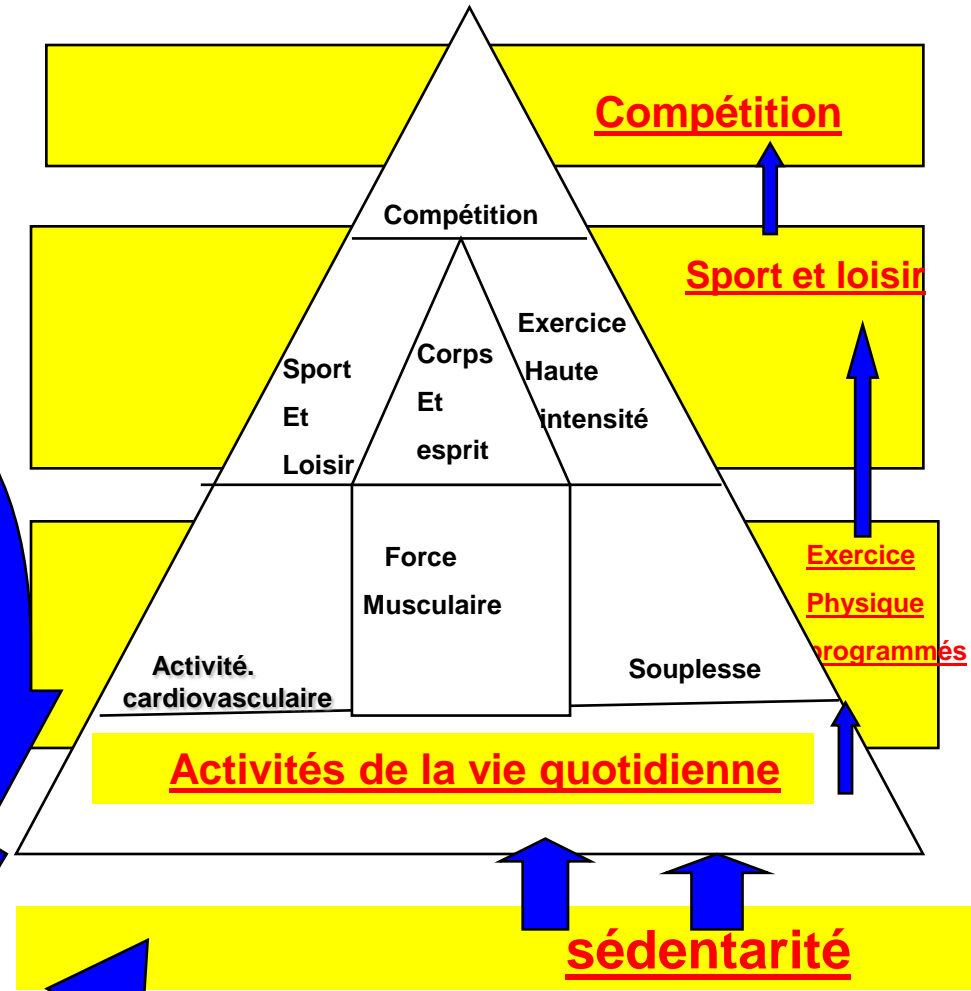 Compétition
Compétition
Sport et loisir
Sport
Et
Loisir
Corps
Et
esprit
Exercice
Haute
intensité
Force
Musculaire
Exercice
Physique
programmés
Activité.
cardiovasculaire
Souplesse
Activités de la vie quotidienne
sédentarité